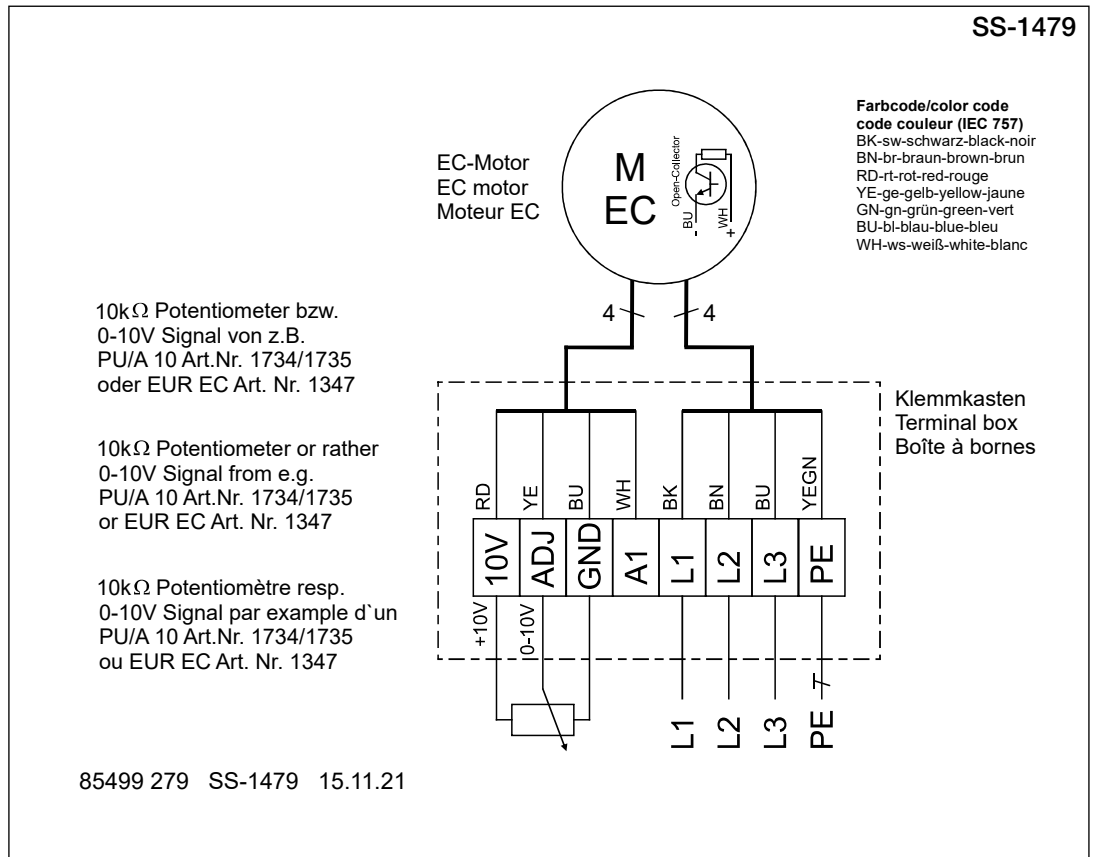 SS-1479
Farbcode/color code
code couleur (IEC 757)
BK-sw-schwarz-black-noir
BN-br-braun-brown-brun
RD-rt-rot-red-rouge
YE-ge-gelb-yellow-jaune
GN-gn-grün-green-vert
BU-bl-blau-blue-bleu
WH-ws-weiß-white-blanc
EC-Motor
EC motor
Moteur EC
M
EC
Open-Collector
BU
-
WH
+
4
4
10kΩ Potentiometer bzw.
0-10V Signal von z.B.
PU/A 10 Art.Nr. 1734/1735
oder EUR EC Art. Nr. 1347
10kΩ Potentiometer or rather
0-10V Signal from e.g.
PU/A 10 Art.Nr. 1734/1735
or EUR EC Art. Nr. 1347
10kΩ Potentiomètre resp.
0-10V Signal par example d`un
PU/A 10 Art.Nr. 1734/1735
ou EUR EC Art. Nr. 1347
Klemmkasten
Terminal box
Boîte à bornes
RD
YE
BU
WH
BK
BN
BU
YEGN
10V
ADJ
GND
A1
L1
L2
L3
PE
+10V
0-10V
L1
L2
L3
PE
85499 279 SS-1479 15.11.21